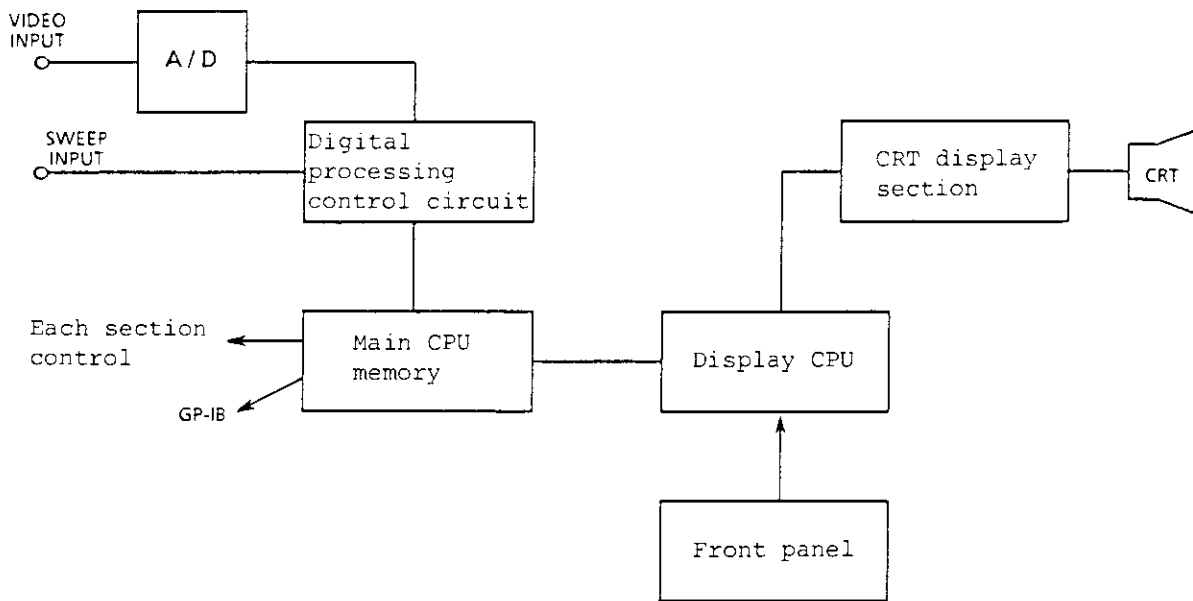 VIDEO
INPUT
A/D
SWEEP
INPUT
Digital
processing
control circuit
CRT display
section
CRT
Each section
control
Main CPU
memory
Display CPU
GP-IB
Front panel